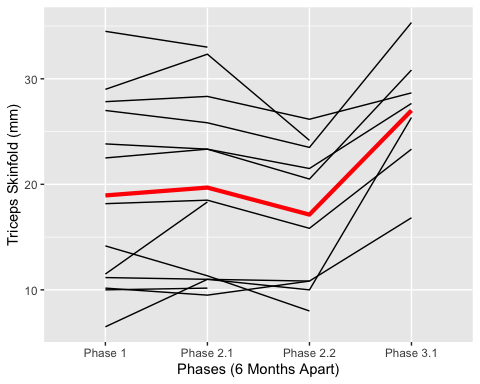 Triceps Skinfold (mm)
30
20
10
Phase 1
Phase 2.1
Phase 2.2
Phase 3.1
Phases (6 Months Apart)